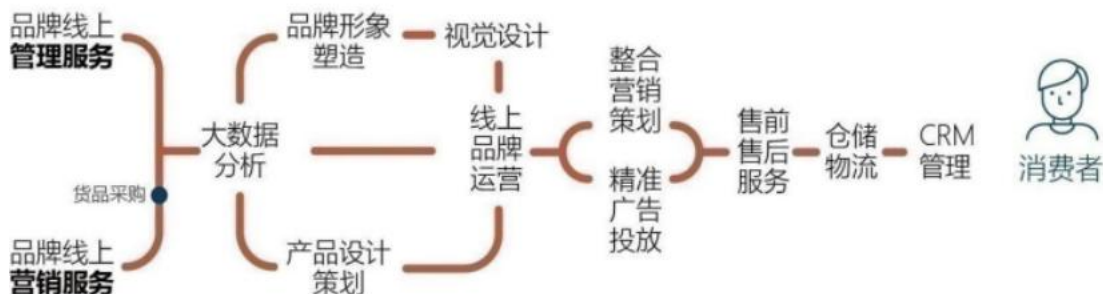 品牌线上
管理服务
货品采购
品牌线上
营销服务
大数据
分析
品牌形象
塑造
视觉设计
产品设计
策划
线上
品牌
运营
整合
营销
策划
精准
广告
投放
售前
售后
服务
仓储
物流
CRM
管理
消费者